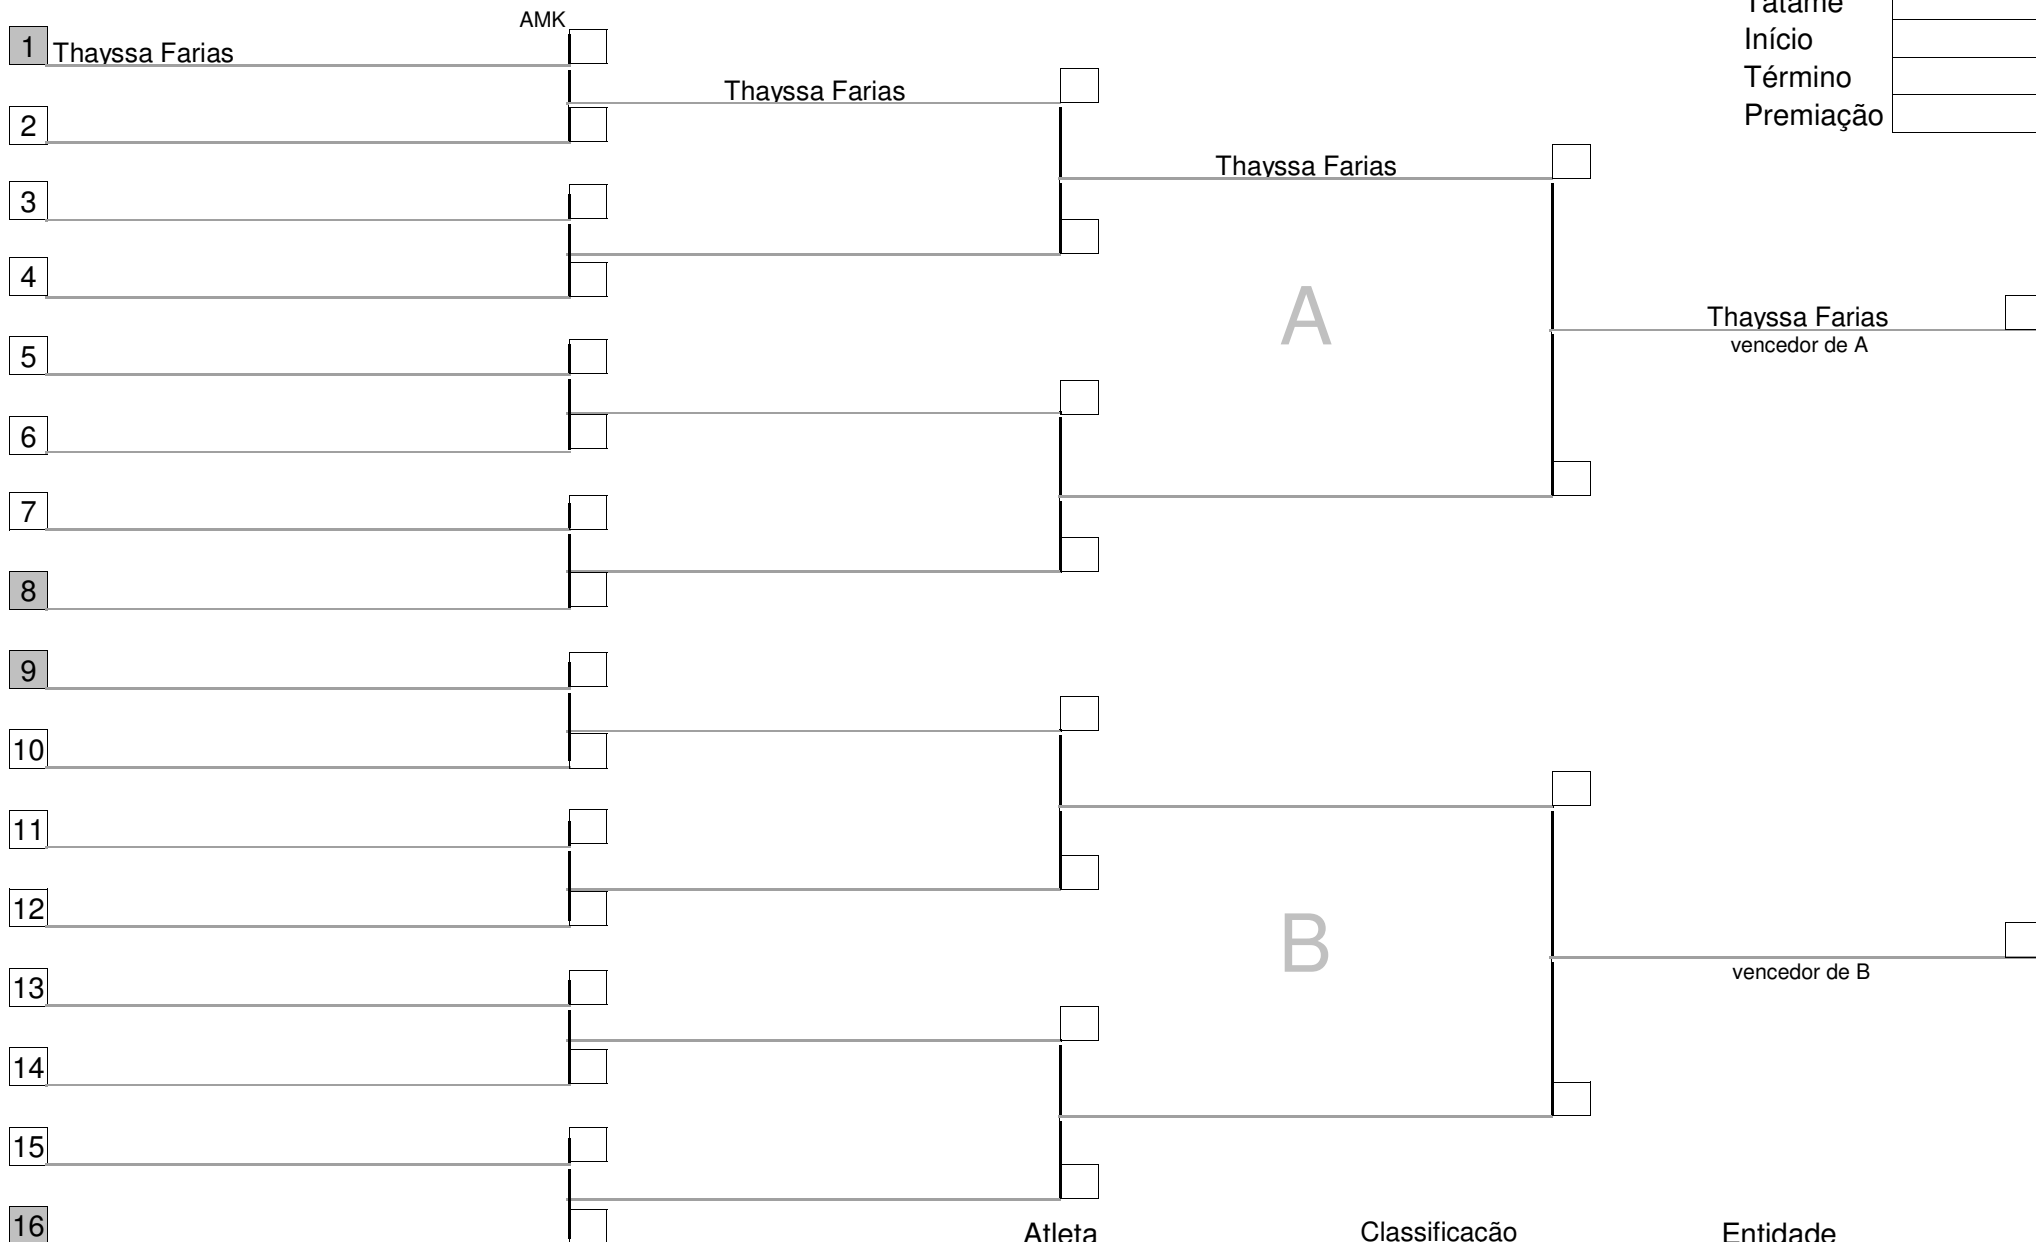 AMK
Tatame
1 Thayssa Farias
Início
Thayssa Farias
Término
2
Premiação
Thayssa Farias
3
4
A
Thayssa Farias
vencedor de A
5
6
7
8
9
10
11
12
B
vencedor de B
13
14
15
16
Atleta Classificação Entidade